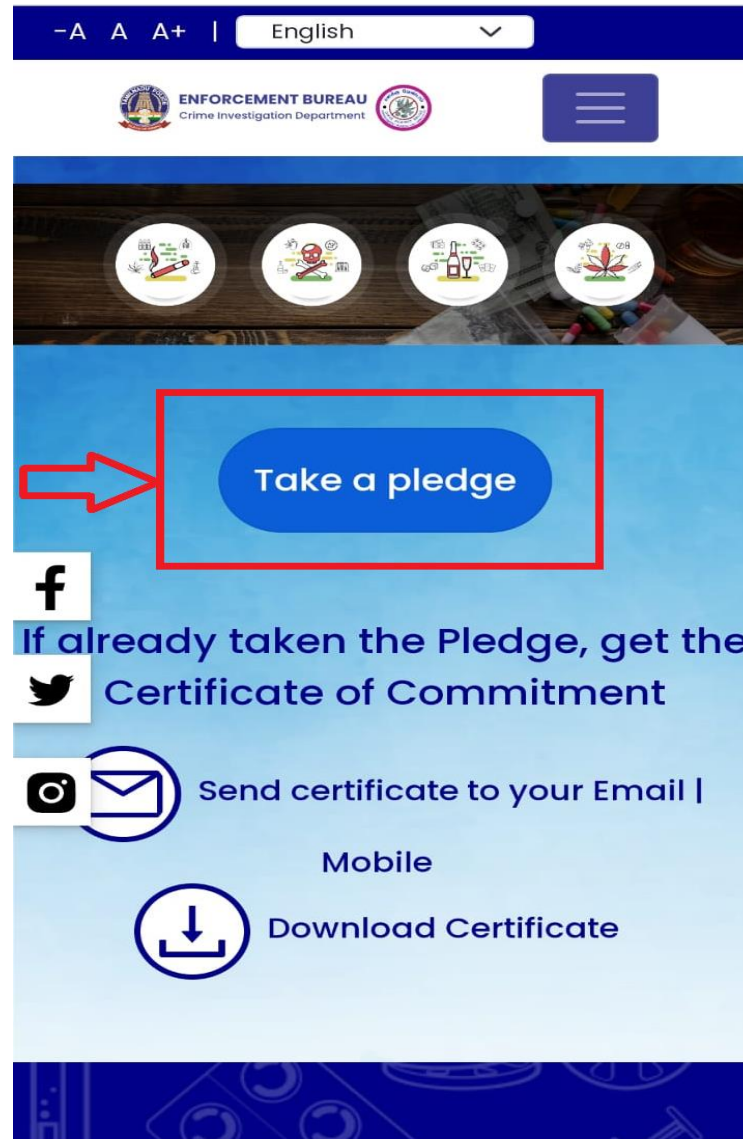 -A A A+ | English
ENFORCEMENT BUREAU
Crime Investigation Department
Take a pledge
If already taken the Pledge, get the
Certificate of Commitment
Send certificate to your Email |
Mobile
Download Certificate